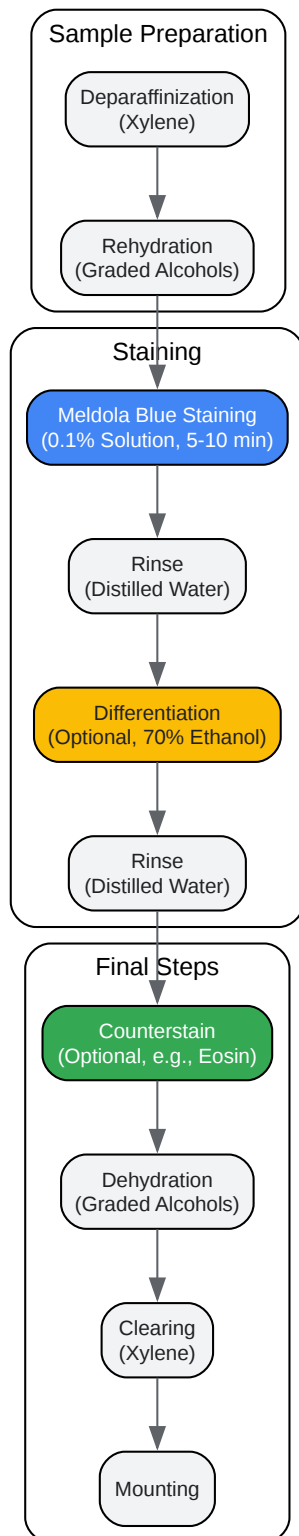 Sample Preparation
Deparaffinization
(Xylene)
Rehydration
(Graded Alcohols)
Staining
Meldola Blue Staining
(0.1% Solution, 5-10 min)
Rinse
(Distilled Water)
Differentiation
(Optional, 70% Ethanol)
Rinse
(Distilled Water)
Final Steps
Counterstain
(Optional, e.g., Eosin)
Dehydration
(Graded Alcohols)
Clearing
(Xylene)
Mounting